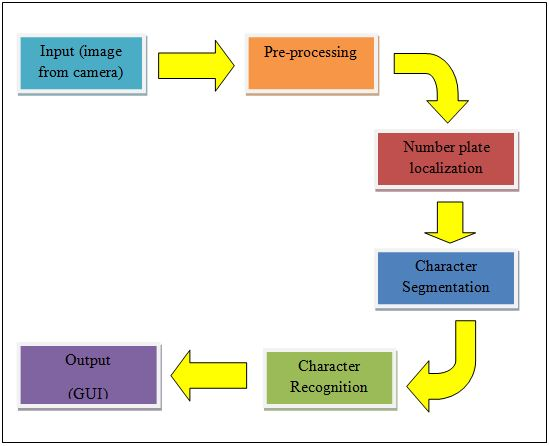 Input (image
from camera)
Pre-processing
Number plate
localization
Character
Segmentation
Character
Recognition
Output
(GUI)